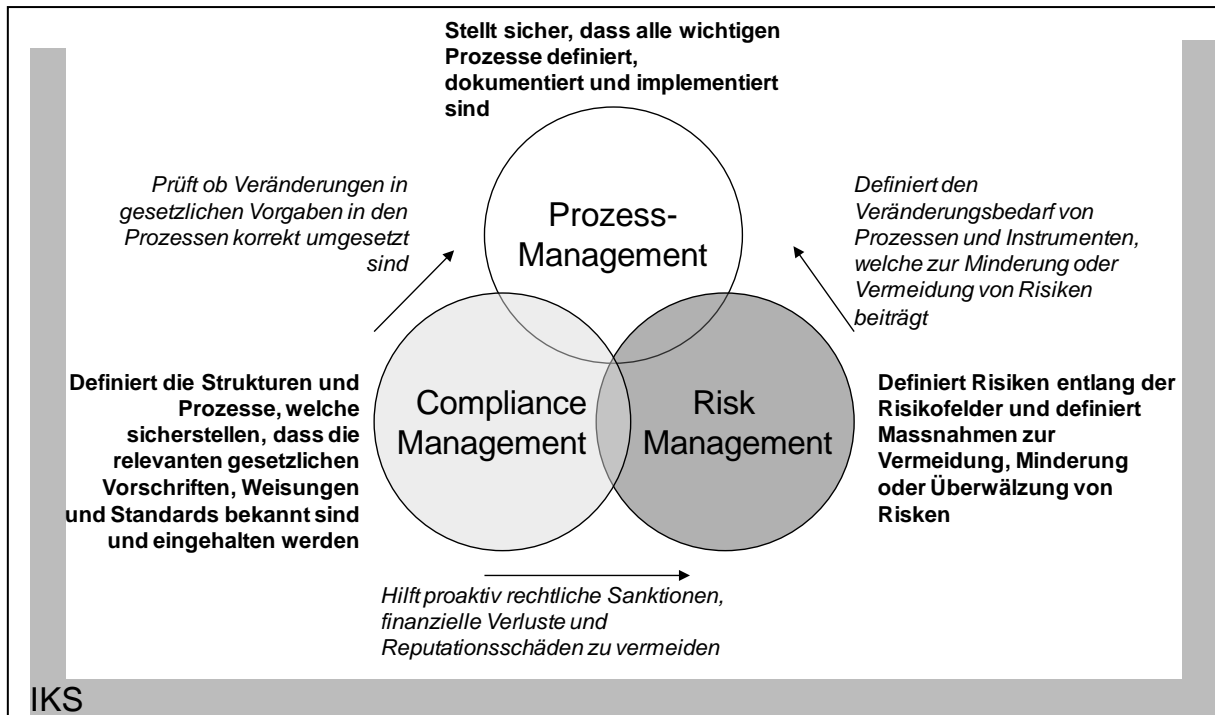 Stellt sicher, dass alle wichtigen
Prozesse definiert,
dokumentiert und implementiert
sind
Prüft ob Veränderungen in
gesetzlichen Vorgaben in den
Prozessen korrekt umgesetzt
sind
Prozess-
Management
Definiert den
Veränderungsbedarf von
Prozessen und Instrumenten,
welche zur Minderung oder
Vermeidung von Risiken
beiträgt
Definiert die Strukturen und
Prozesse, welche
sicherstellen, dass die
relevanten gesetzlichen
Vorschriften, Weisungen
und Standards bekannt sind
und eingehalten werden
Compliance
Management
Risk
Management
Definiert Risiken entlang der
Risikofelder und definiert
Massnahmen zur
Vermeidung, Minderung
oder Überwälzung von
Risiken
Hilft proaktiv rechtliche Sanktionen,
finanzielle Verluste und
Reputationsschäden zu vermeiden
IKS